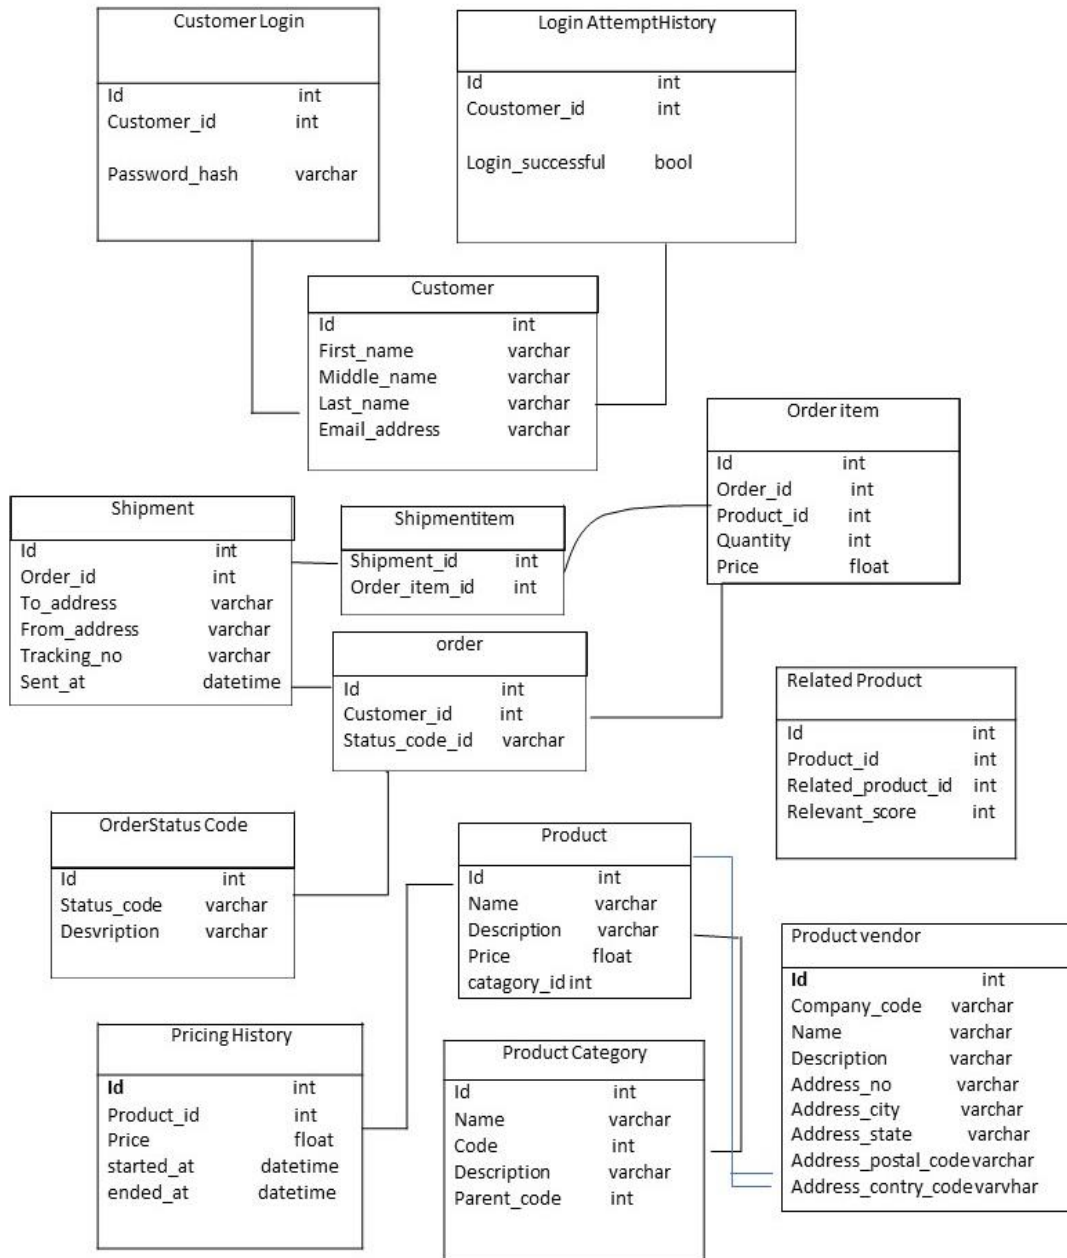 Customer Login
Id int
Customer_id int
Password_hash varchar
Login AttemptHistory
Id int
Coustomer_id int
Login_successful bool
Customer
Id int
First_name varchar
Middle_name varchar
Last_name varchar
Email_address varchar
Order item
Id int
Order_id int
Product_id int
Quantity int
Price float
Shipment
Id int
Order_id int
To_address varchar
From_address varchar
Tracking_no varchar
Sent_at datetime
Shipmentitem
Shipment_id int
Order_item_id int
order
Id int
Customer_id int
Status_code_id varchar
Related Product
Id int
Product_id int
Related_product_id int
Relevant_score int
OrderStatus Code
Id int
Status_code varchar
Desvription varchar
Product
Id int
Name varchar
Description varchar
Price float
catagory_id int
Product vendor
Id int
Company_code varchar
Name varchar
Description varchar
Address_no varchar
Address_city varchar
Address_state varchar
Address_postal_code varchar
Address_contry_code varvhar
Pricing History
Id int
Product_id int
Price float
started_at datetime
ended_at datetime
Product Category
Id int
Name varchar
Code int
Description varchar
Parent_code int